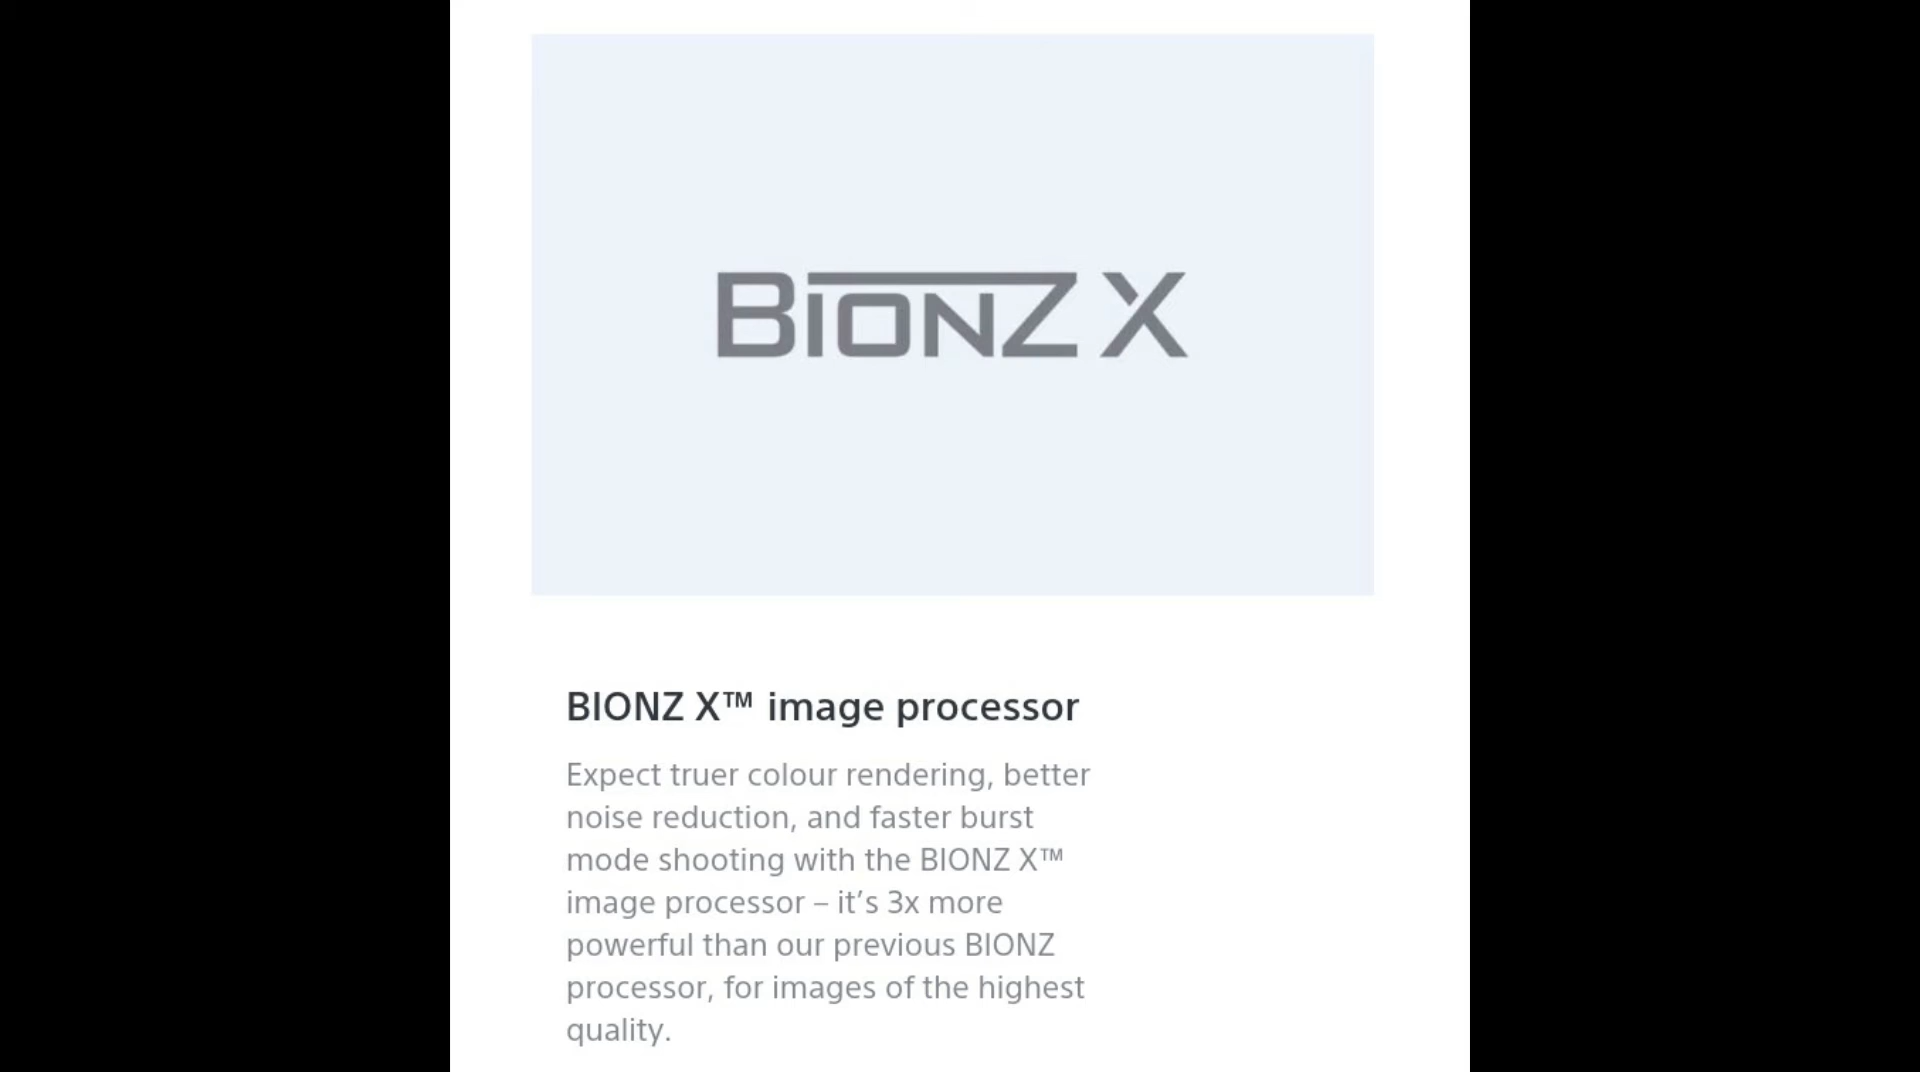 BIONZ X
BIONZ X™ image processor
Expect truer colour rendering, better
noise reduction, and faster burst
mode shooting with the BIONZ X™
image processor – it’s 3x more
powerful than our previous BIONZ
processor, for images of the highest
quality.